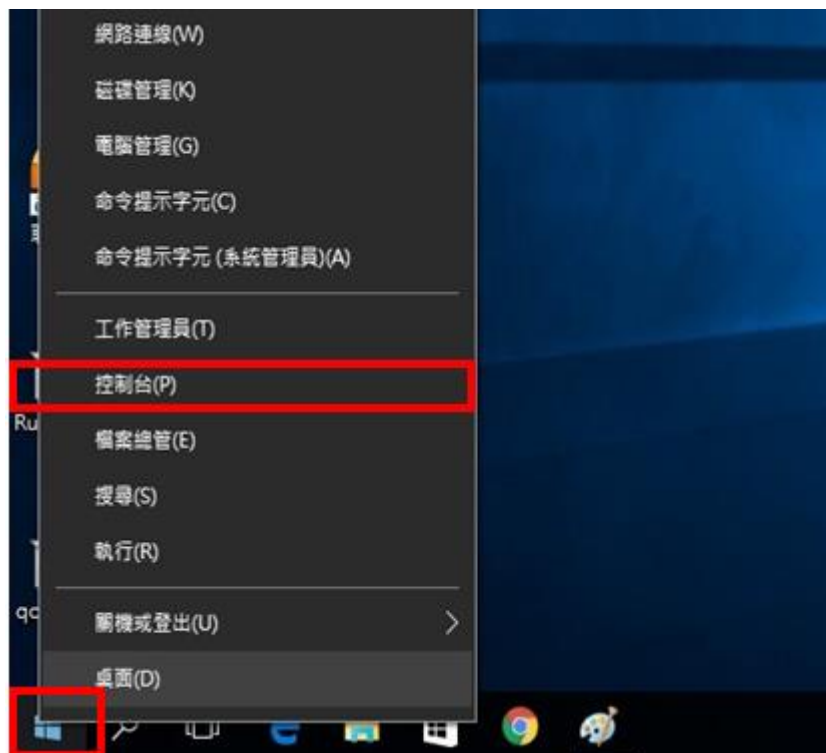 網路連線(W)
磁碟管理(K)
電腦管理(G)
命令提示字元(C)
命令提示字元 (系統管理員)(A)
工作管理員(T)
控制台(P)
Ru
檔案總管(E)
搜尋(S)
執行(R)
qc
關機或登出(U)
桌面(D)